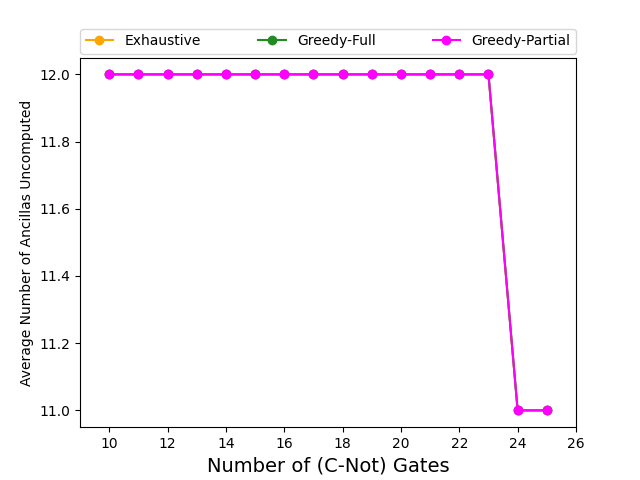 Exhaustive Greedy-Full Greedy-Partial
12.0
11.8
11.6
11.4
11.2
11.0
Average Number of Ancillas Uncomputed
10 12 14 16 18 20 22 24 26
Number of (C-Not) Gates